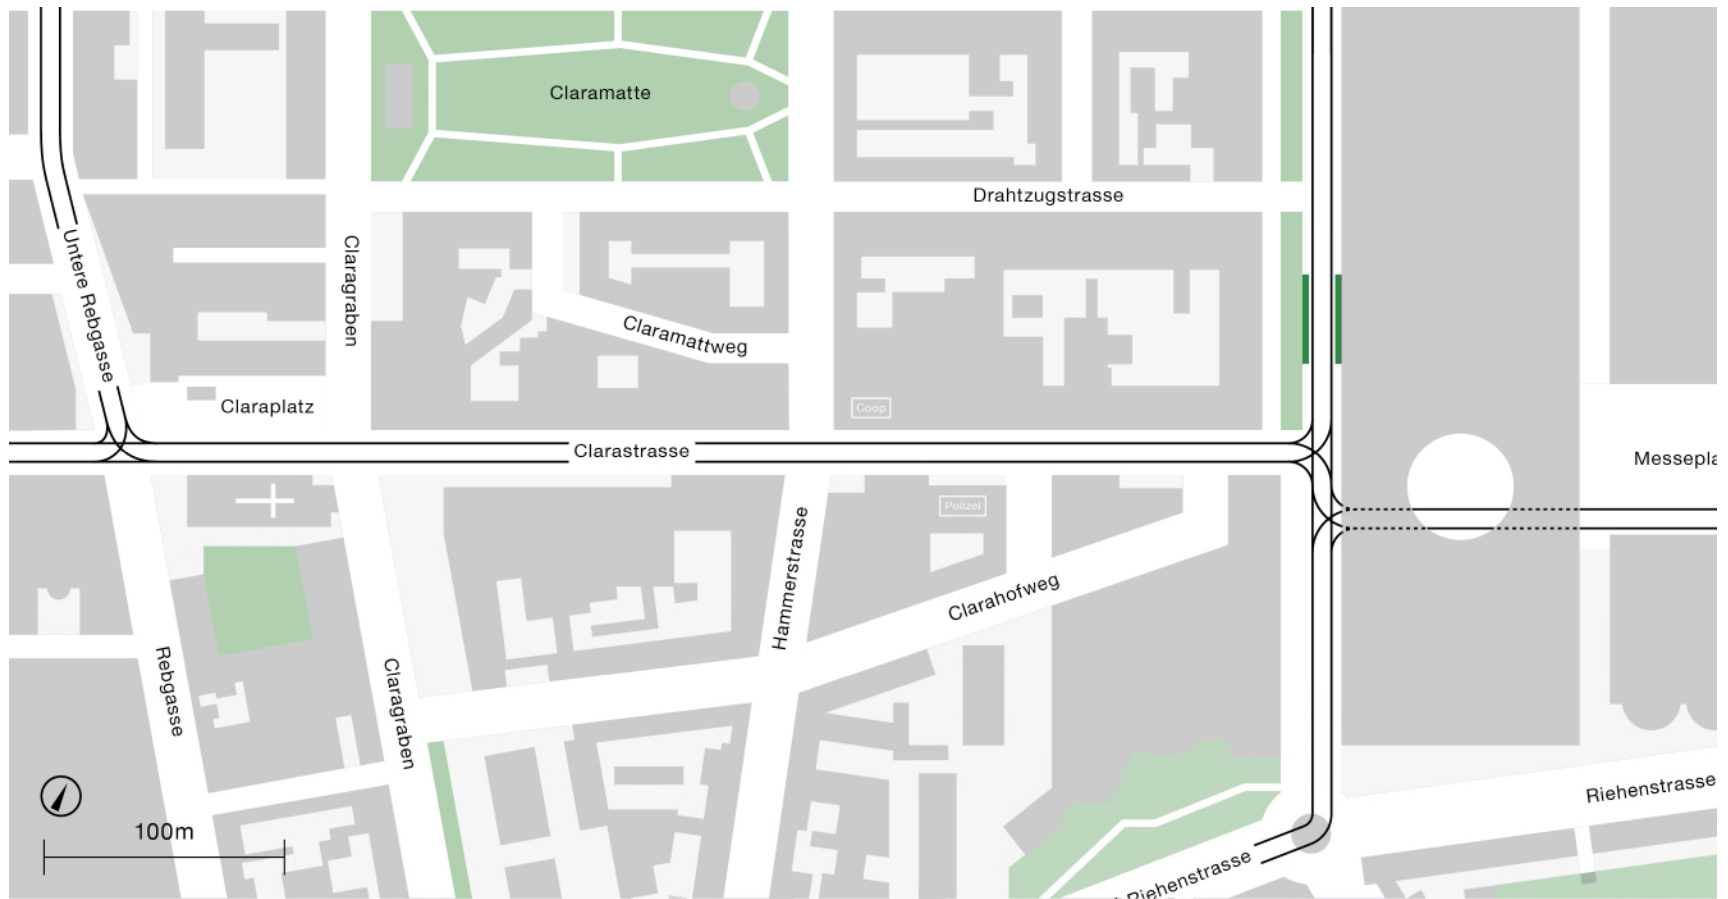 Claramatte
Drahtzugstrasse
Untere Rebgasse
Claragraben
Claramattweg
Claraplatz
Coop
Clarastrasse
Messepla
Polizei
Hammerstrasse
Clarahofweg
Rebgasse
Claragraben
Riehenstrasse
100m
Riehenstrasse